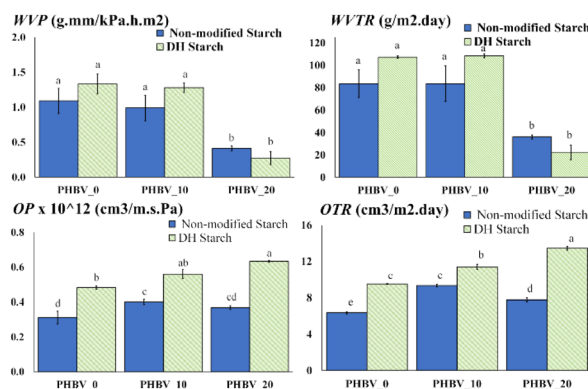 WVP (g.mm/kPa.h.m2)
Non-modified Starch
DH Starch
2.0
1.5
1.0
0.5
0.0
a
a
a
a
b
b
PHBV_0
PHBV_10
PHBV_20
WVTR (g/m2.day)
Non-modified Starch
DH Starch
120
100
80
60
40
20
0
a
a
a
a
b
b
PHBV_0
PHBV_10
PHBV_20
OP x 10^12 (cm3/m.s.Pa)
Non-modified Starch
DH Starch
0.8
0.6
0.4
0.2
0.0
d
b
c
ab
cd
a
PHBV_0
PHBV_10
PHBV_20
OTR (cm3/m2.day)
Non-modified Starch
DH Starch
16
12
8
4
0
e
c
c
b
d
a
PHBV_0
PHBV_10
PHBV_20